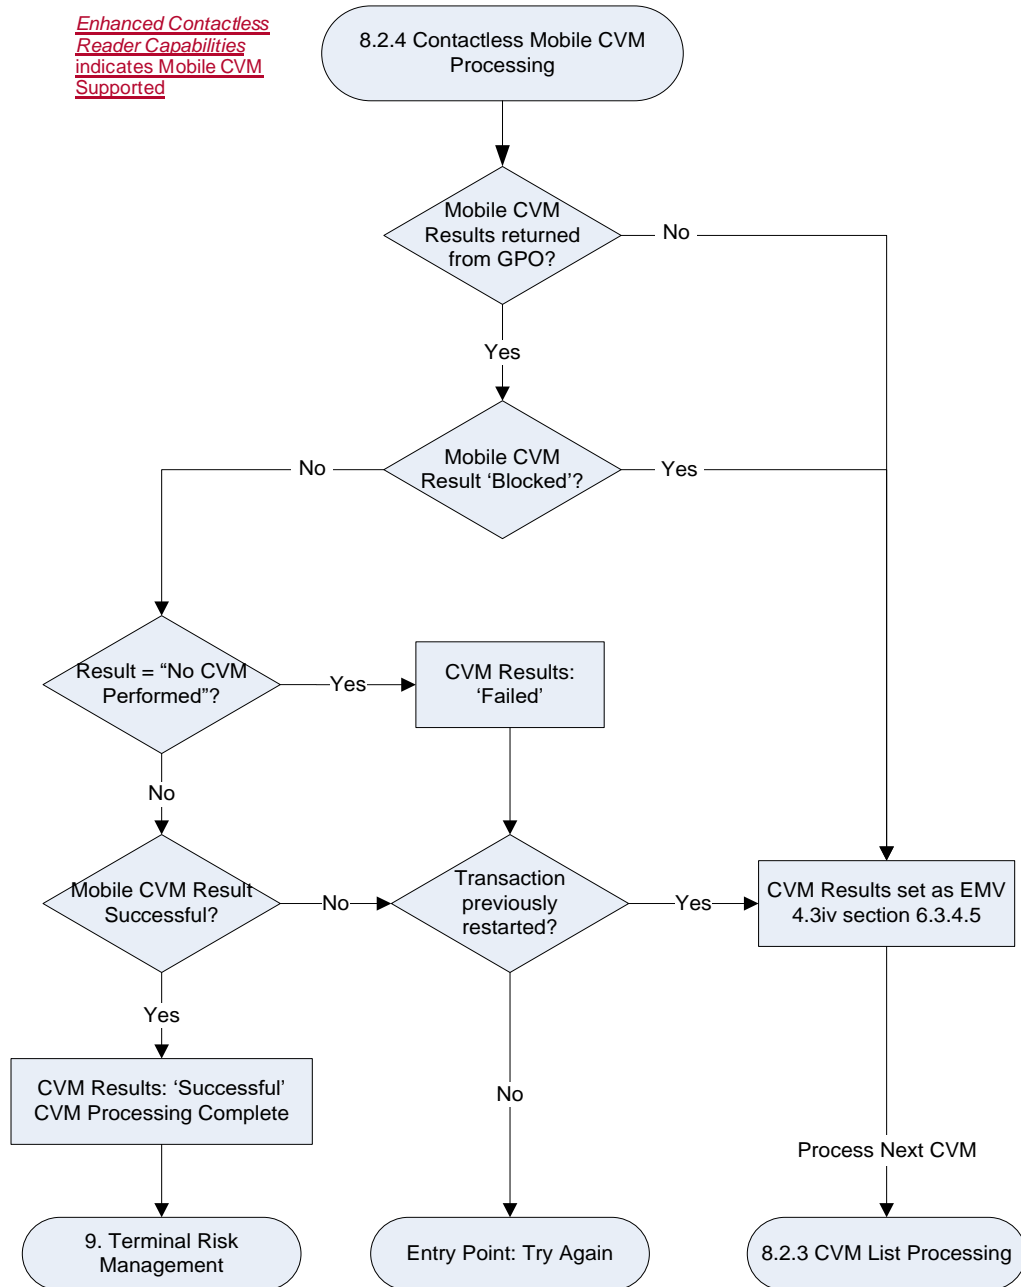 Enhanced Contactless
Reader Capabilities
indicates Mobile CVM
Supported
8.2.4 Contactless Mobile CVM
Processing
Mobile CVM
Results returned
from GPO?
No
Yes
Mobile CVM
Result ‘Blocked’?
No
Yes
Result = “No CVM
Performed”?
Yes
CVM Results:
‘Failed’
No
Mobile CVM Result
Successful?
No
Transaction
previously
restarted?
Yes
CVM Results set as EMV
4.3iv section 6.3.4.5
Yes
CVM Results: ‘Successful’
CVM Processing Complete
No
Process Next CVM
9. Terminal Risk
Management
Entry Point: Try Again
8.2.3 CVM List Processing